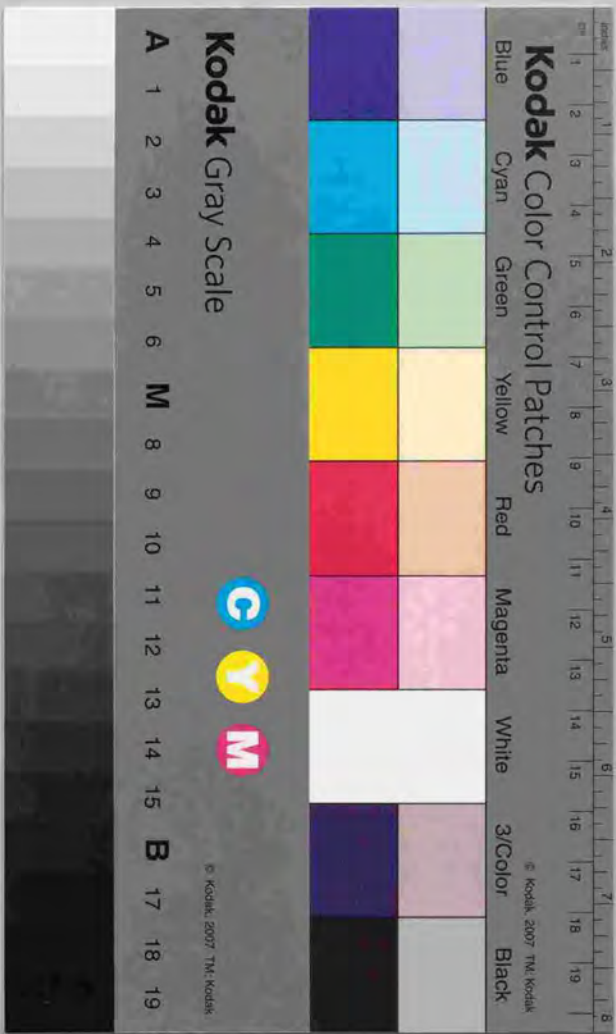 Kodak Color Control Patches
inches 1 2 3 4 5 6 7 8
cm 1 2 3 4 5 6 7 8 9 10 11 12 13 14 15 16 17 18 19
Blue Cyan Green Yellow Red Magenta White 3/Color Black
© Kodak, 2007 TM: Kodak
Kodak Gray Scale
C Y M
© Kodak, 2007 TM: Kodak
A 1 2 3 4 5 6 M 8 9 10 11 12 13 14 15 B 17 18 19